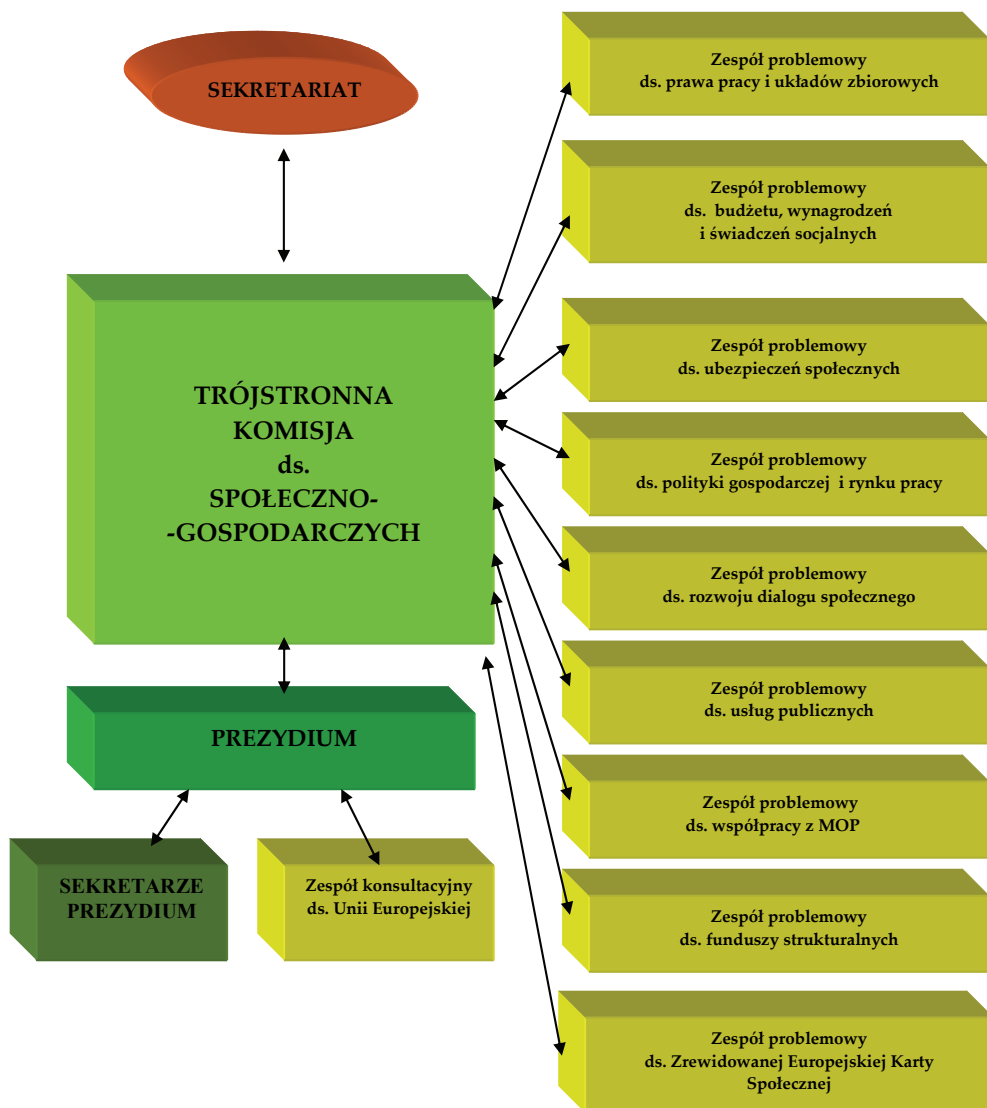 SEKRETARIAT
TRÓJSTRONNA
KOMISJA
ds.
SPOŁECZNO-
-GOSPODARCZYCH
PREZYDIUM
SEKRETARZE
PREZYDIUM
Zespół konsultacyjny
ds. Unii Europejskiej
Zespół problemowy
ds. prawa pracy i układów zbiorowych
Zespół problemowy
ds. budżetu, wynagrodzeń
i świadczeń socjalnych
Zespół problemowy
ds. ubezpieczeń społecznych
Zespół problemowy
ds. polityki gospodarczej i rynku pracy
Zespół problemowy
ds. rozwoju dialogu społecznego
Zespół problemowy
ds. usług publicznych
Zespół problemowy
ds. współpracy z MOP
Zespół problemowy
ds. funduszy strukturalnych
Zespół problemowy
ds. Zrewidowanej Europejskiej Karty
Społecznej